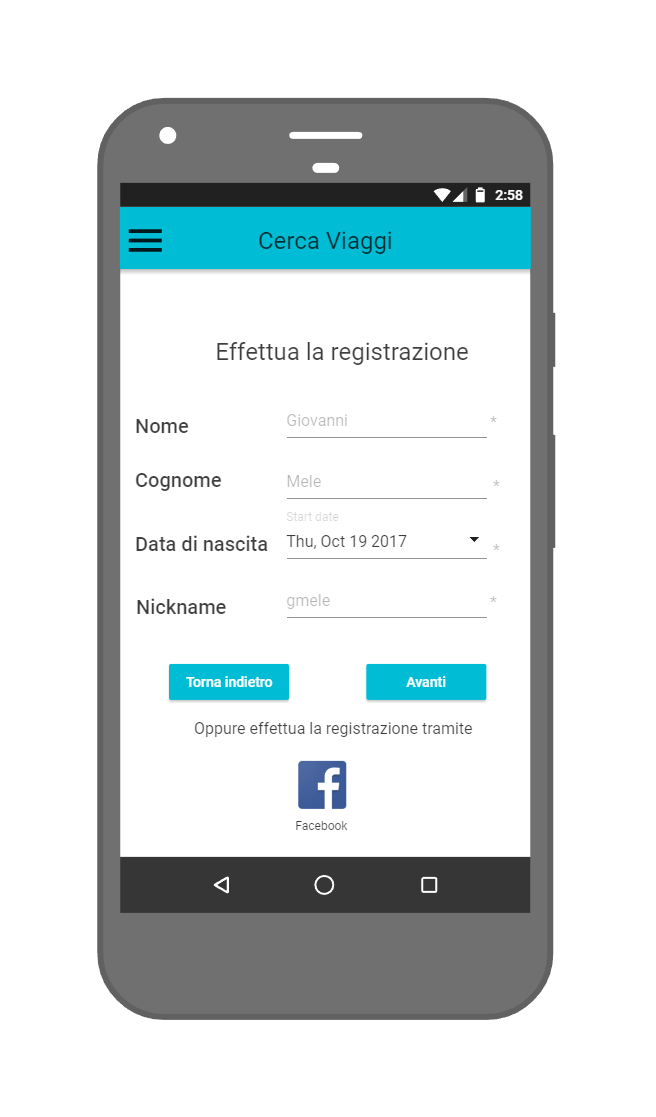 2:58
Cerca Viaggi
Effettua la registrazione
Nome Giovanni *
Cognome Mele *
Start date
Data di nascita Thu, Oct 19 2017 *
Nickname gmele *
Torna indietro Avanti
Oppure effettua la registrazione tramite
f
Facebook